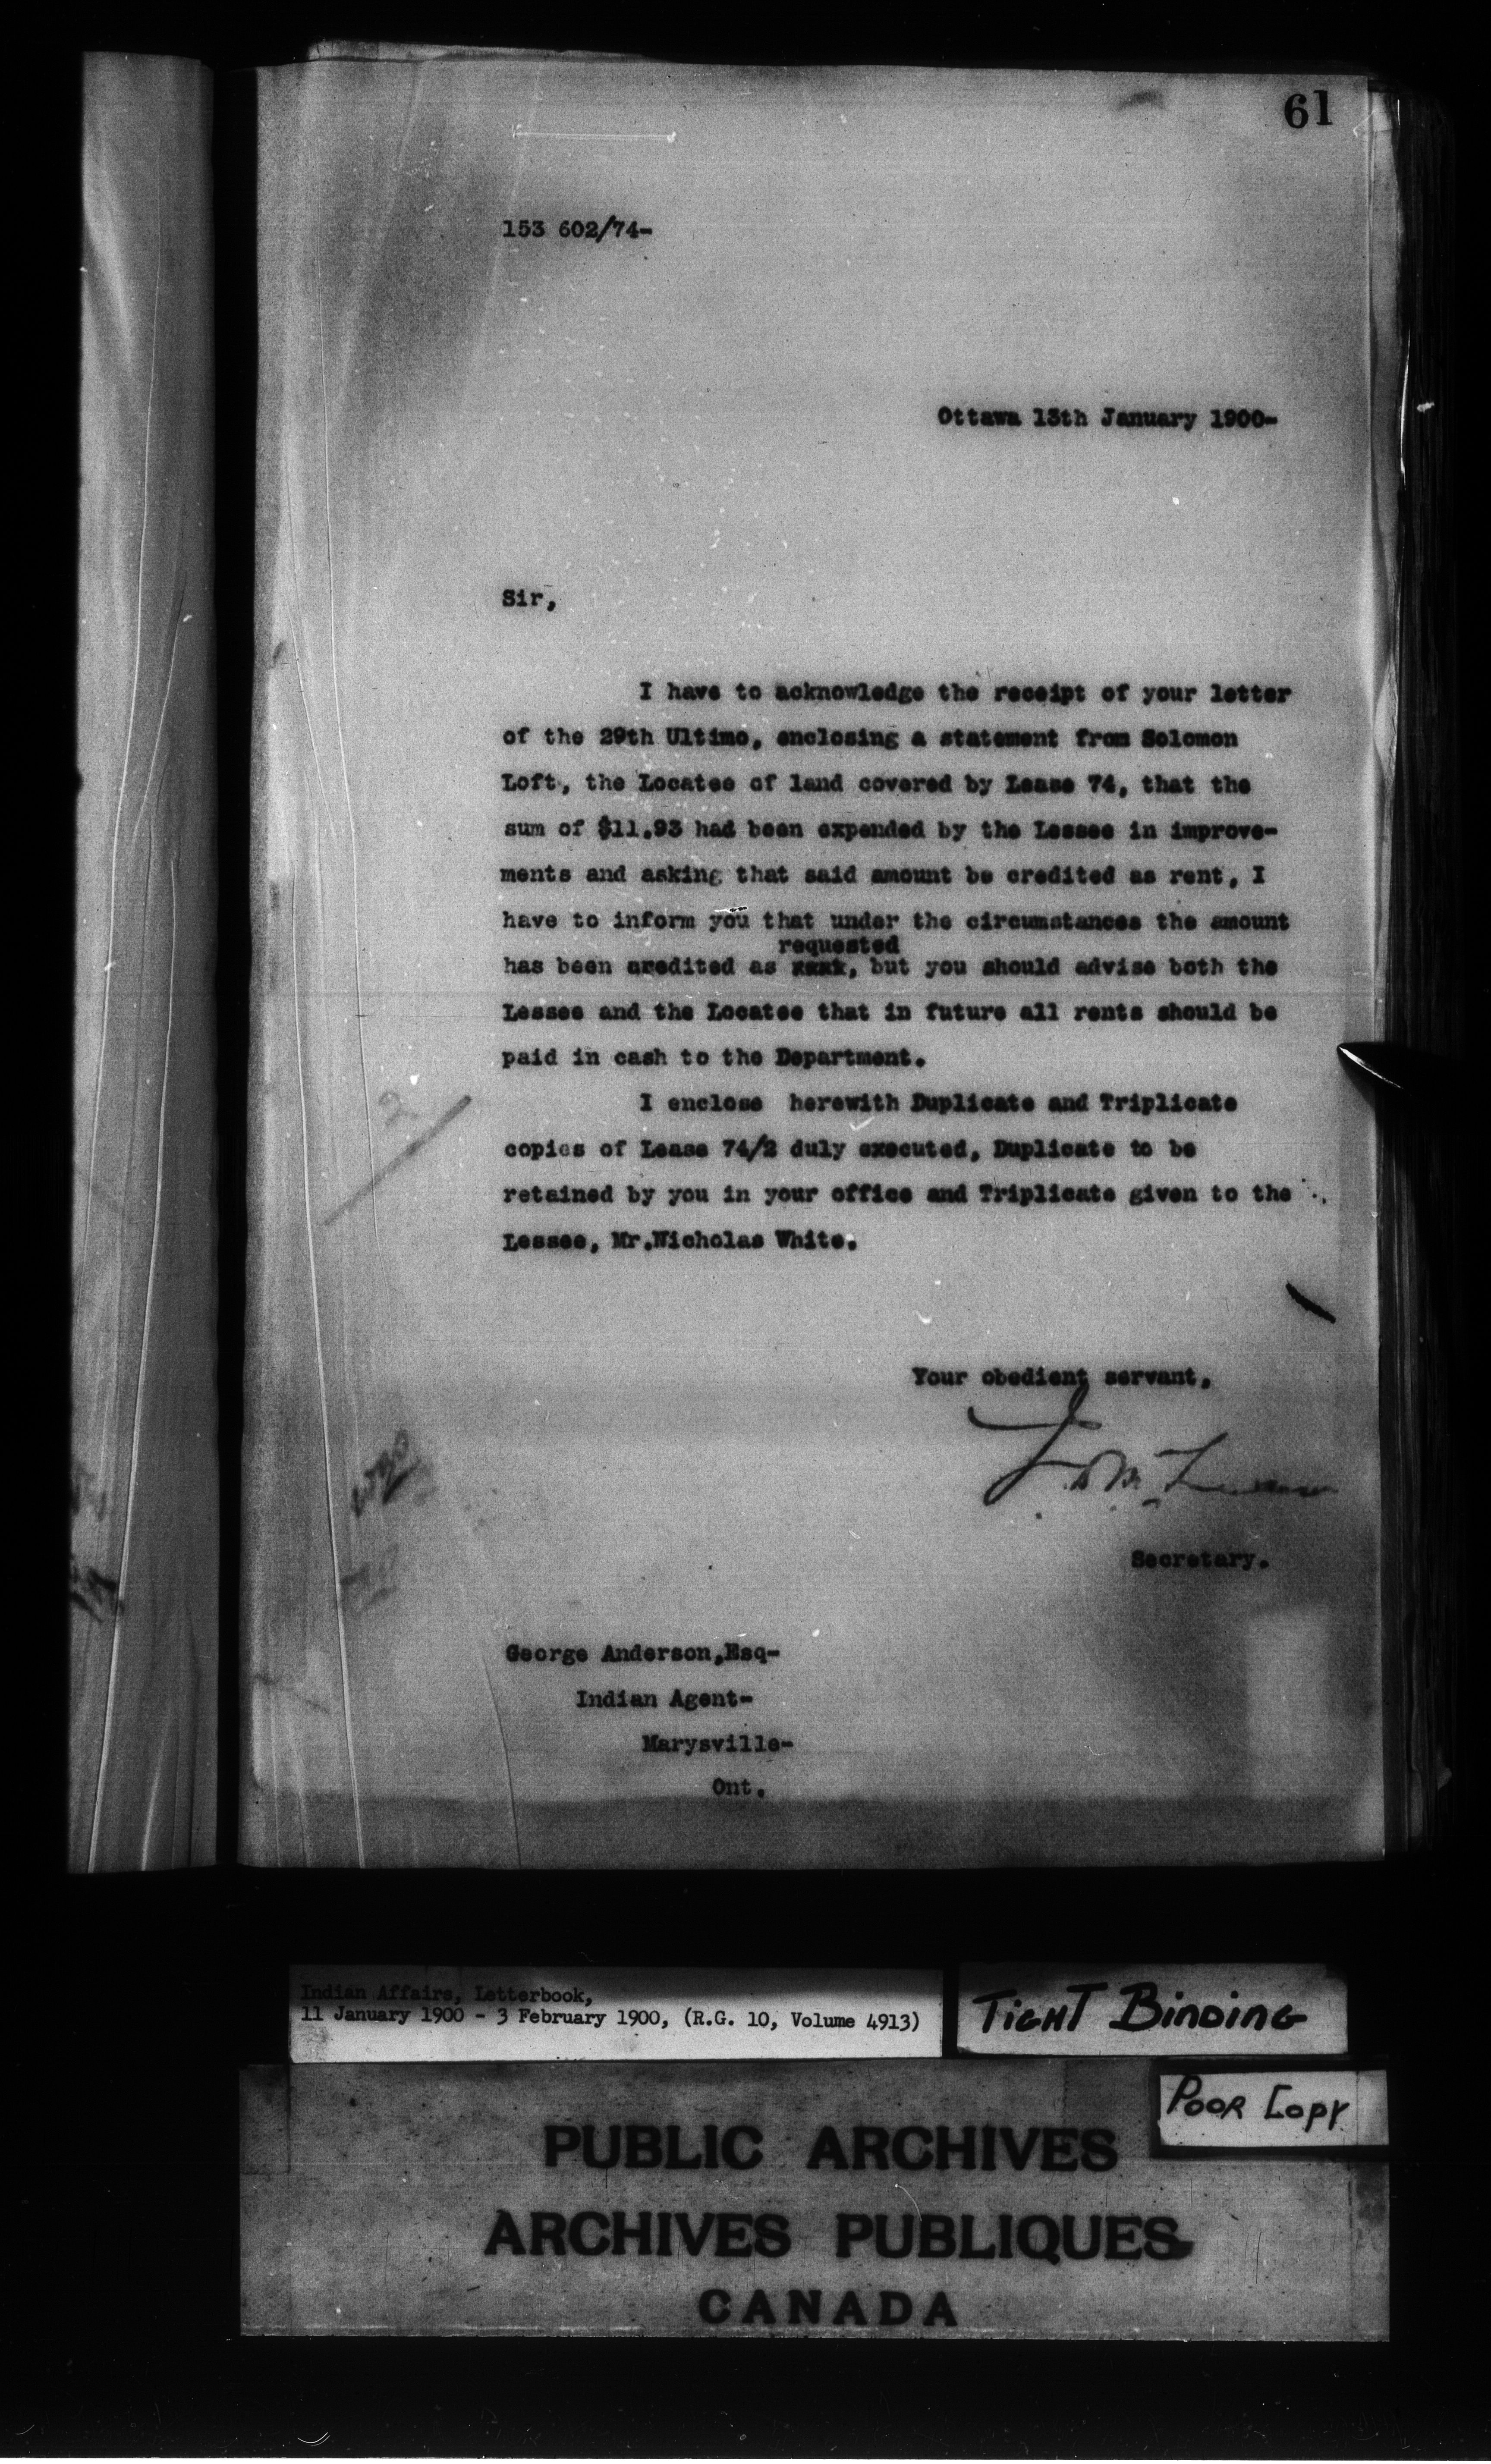 61
153 602/74-
Ottawa 13th January 1900-
Sir,
I have to acknowledge the receipt of your letter
of the 29th Ultimo, enclosing a statement from Solomon
Loft, the Locatee of land covered by Lease 74, that the
sum of $11.93 had been expended by the Lessee in improve-
ments and asking that said amount be credited as rent, I
have to inform you that under the circumstances the amount
requested
has been credited as , but you should advise both the
Lessee and the Locatee that in future all rents should be
paid in cash to the Department.
I enclose herewith Duplicate and Triplicate
copies of Lease 74/2 duly executed, Duplicate to be
retained by you in your office and Triplicate given to the
Lessee, Mr.Nicholas White.
Your obedient servant,
Secretary.
George Anderson,Esq-
Indian Agent-
Marysville-
Ont.
Indian Affairs, Letterbook,
11 January 1900 - 3 February 1900, (R.G. 10, Volume 4913)
TIGHT BINDING
POOR COPY
PUBLIC ARCHIVES
ARCHIVES PUBLIQUES
CANADA